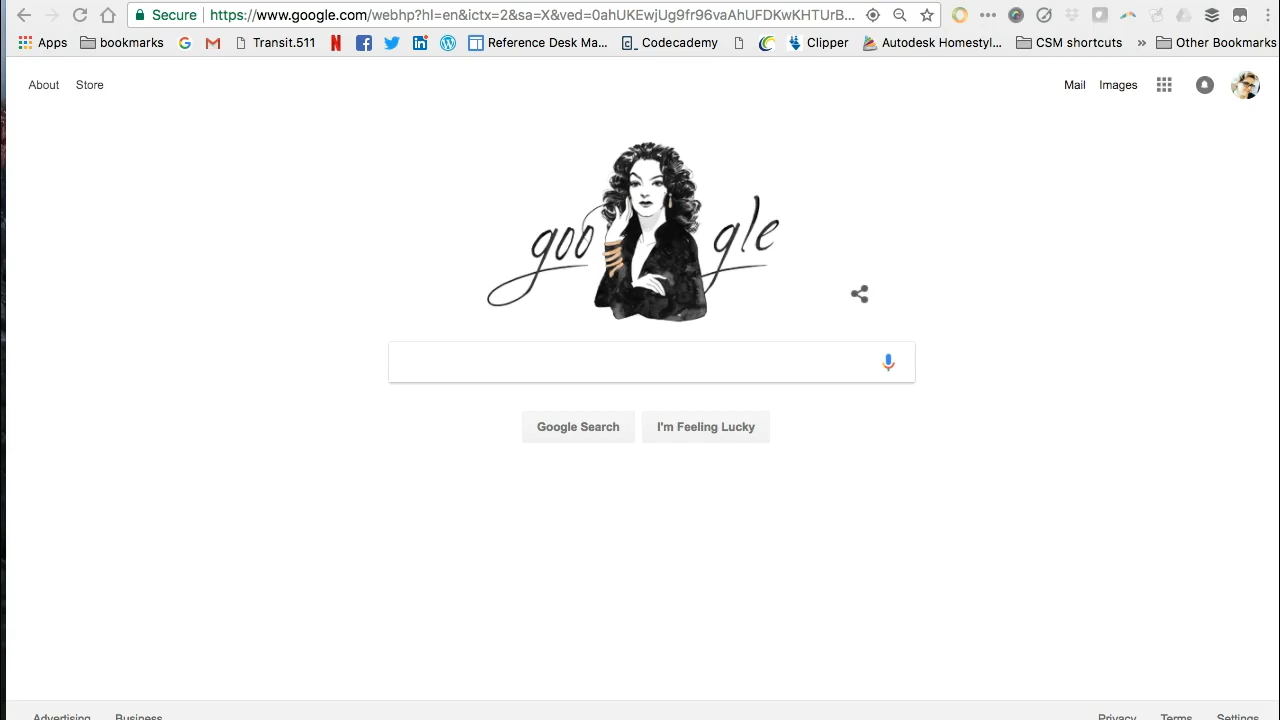 Secure https://www.google.com/webhp?hl=en&ictx=2&sa=X&ved=0ahUKEwjUg9fr96vaAhUFDKwKHTUrB...
Apps bookmarks Transit.511 Reference Desk Ma... Codecademy Clipper Autodesk Homestyl... CSM shortcuts » Other Bookmarks
About Store Mail Images
google
Google Search I'm Feeling Lucky
Advertising Business Privacy Terms Settings